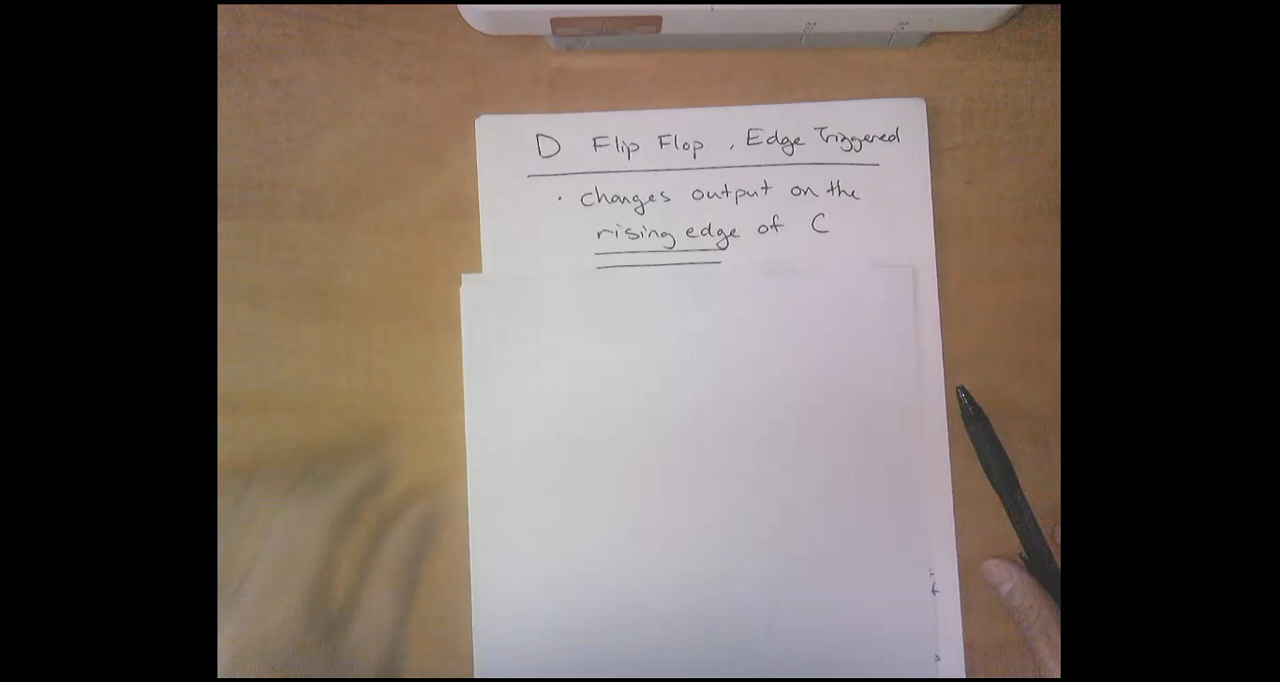 D Flip Flop, Edge Triggered
· changes output on the
rising edge of C